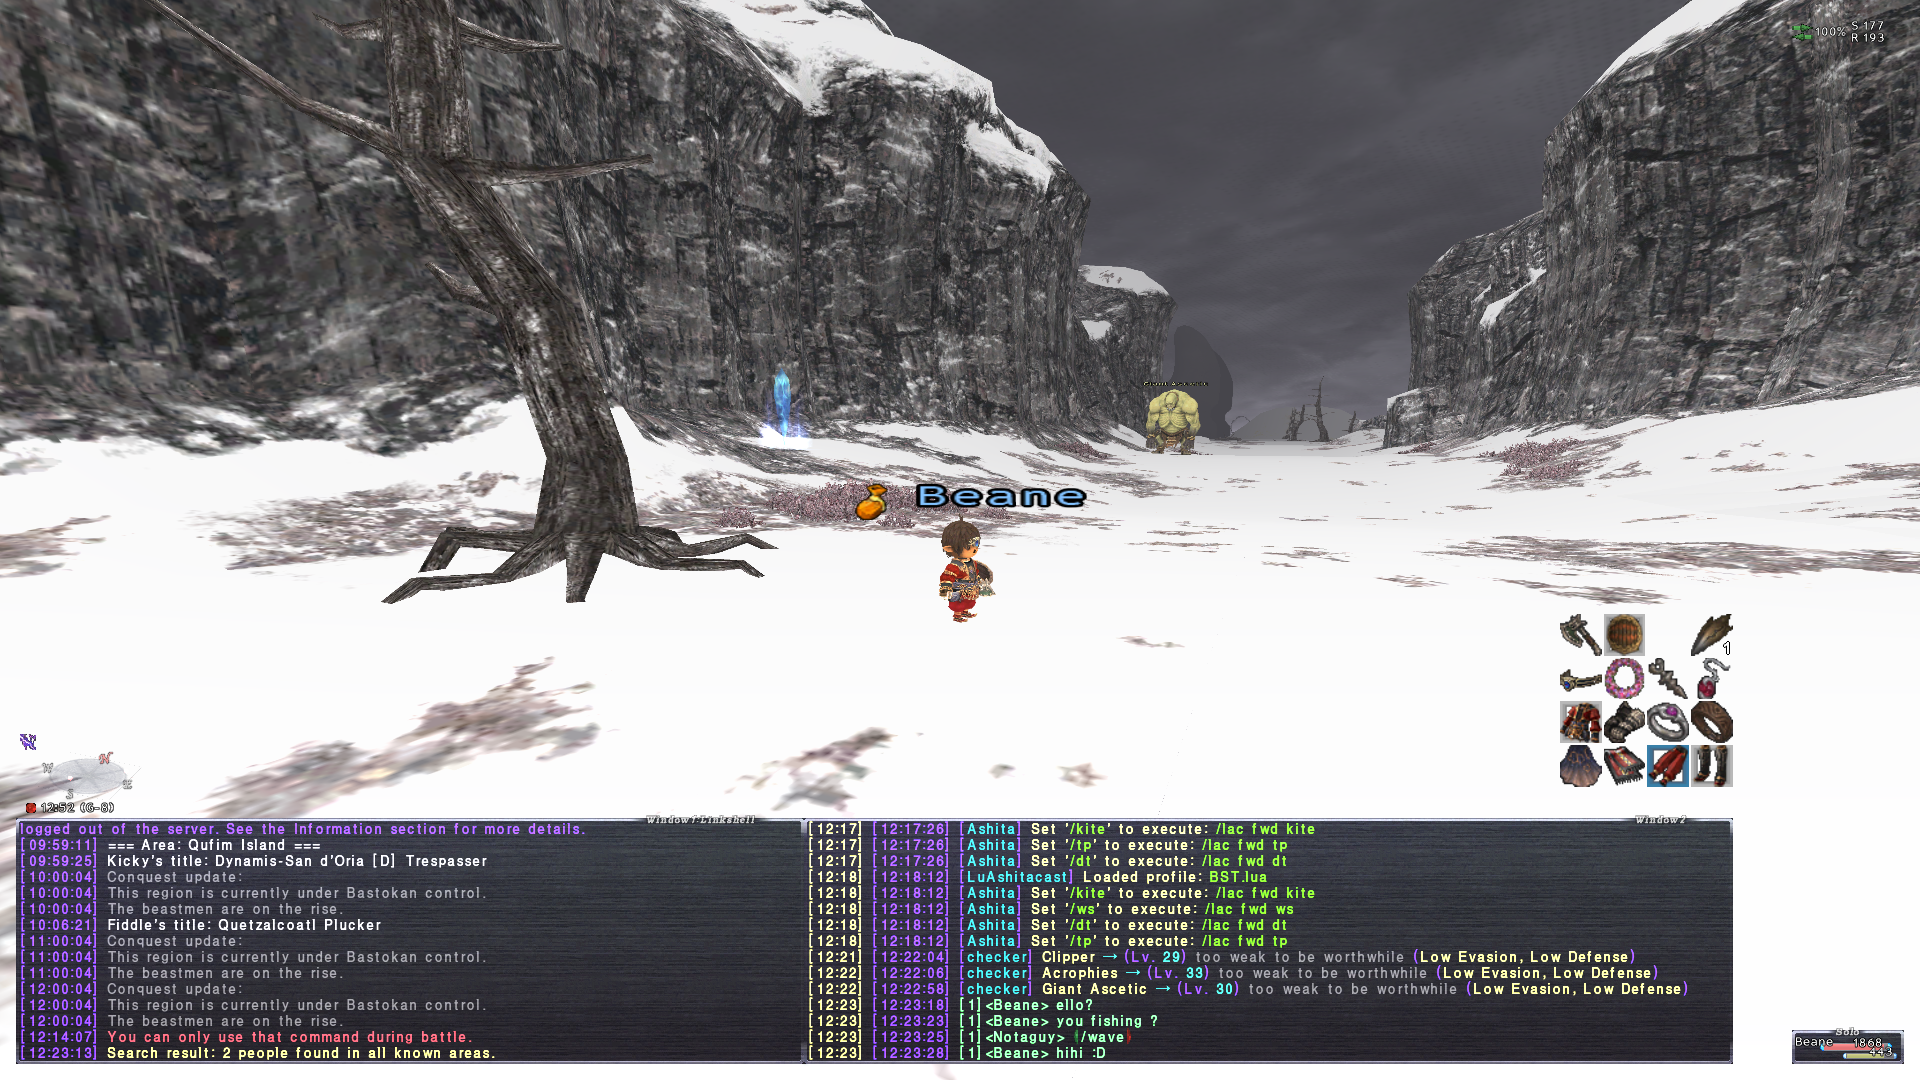 100%
S 177
R 193
Giant Ascetic
Beane
1
N
W
E
S
12:52 (G-8)
Window1:Linkshell
logged out of the server. See the Information section for more details.
[09:59:11] === Area: Qufim Island ===
[09:59:25] Kicky's title: Dynamis-San d'Oria [D] Trespasser
[10:00:04] Conquest update:
[10:00:04] This region is currently under Bastokan control.
[10:00:04] The beastmen are on the rise.
[10:06:21] Fiddle's title: Quetzalcoatl Plucker
[11:00:04] Conquest update:
[11:00:04] This region is currently under Bastokan control.
[11:00:04] The beastmen are on the rise.
[12:00:04] Conquest update:
[12:00:04] This region is currently under Bastokan control.
[12:00:04] The beastmen are on the rise.
[12:14:07] You can only use that command during battle.
[12:23:13] Search result: 2 people found in all known areas.
Window2
[12:17] [12:17:26] [Ashita] Set '/kite' to execute: /lac fwd kite
[12:17] [12:17:26] [Ashita] Set '/tp' to execute: /lac fwd tp
[12:17] [12:17:26] [Ashita] Set '/dt' to execute: /lac fwd dt
[12:18] [12:18:12] [LuAshitacast] Loaded profile: BST.lua
[12:18] [12:18:12] [Ashita] Set '/kite' to execute: /lac fwd kite
[12:18] [12:18:12] [Ashita] Set '/ws' to execute: /lac fwd ws
[12:18] [12:18:12] [Ashita] Set '/dt' to execute: /lac fwd dt
[12:18] [12:18:12] [Ashita] Set '/tp' to execute: /lac fwd tp
[12:21] [12:22:04] [checker] Clipper → (Lv. 29) too weak to be worthwhile (Low Evasion, Low Defense)
[12:22] [12:22:06] [checker] Acrophies → (Lv. 33) too weak to be worthwhile (Low Evasion, Low Defense)
[12:22] [12:22:58] [checker] Giant Ascetic → (Lv. 30) too weak to be worthwhile (Low Evasion, Low Defense)
[12:23] [12:23:18] [1]<Beane> ello?
[12:23] [12:23:23] [1]<Beane> you fishing ?
[12:23] [12:23:25] [1]<Notaguy> (/wave)
[12:23] [12:23:28] [1]<Beane> hihi :D
Solo
Beane 1868
443